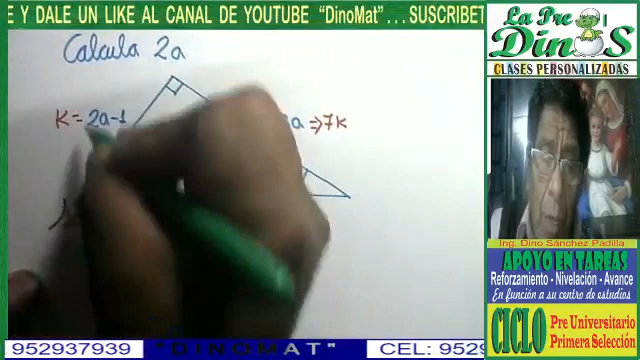 E Y DALE UN LIKE AL CANAL DE YOUTUBE "DinoMat"... SUSCRIBET
La Pre
DinoS
CLASES PERSONALIZADAS
Calcula 2a
K = 2a-1
a ⇒ 7K
Ing. Dino Sánchez Padilla
APOYO EN TAREAS
Reforzamiento - Nivelación - Avance
En función a su centro de estudios
CICLO Pre Universitario
Primera Selección
952937939 "DINOMAT" CEL: 9529